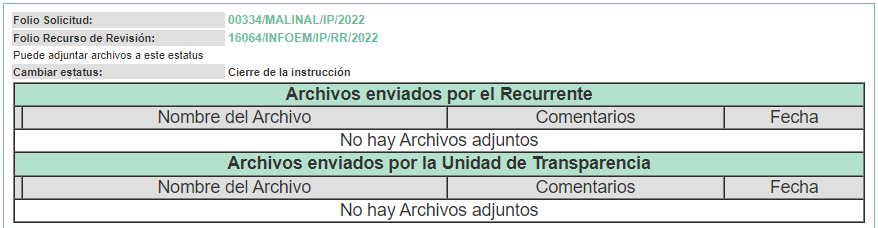 Folio Solicitud: 00334/MALINAL/IP/2022
Folio Recurso de Revisión: 16064/INFOEM/IP/RR/2022
Puede adjuntar archivos a este estatus
Cambiar estatus: Cierre de la instrucción
Archivos enviados por el Recurrente
Nombre del Archivo Comentarios Fecha
No hay Archivos adjuntos
Archivos enviados por la Unidad de Transparencia
Nombre del Archivo Comentarios Fecha
No hay Archivos adjuntos